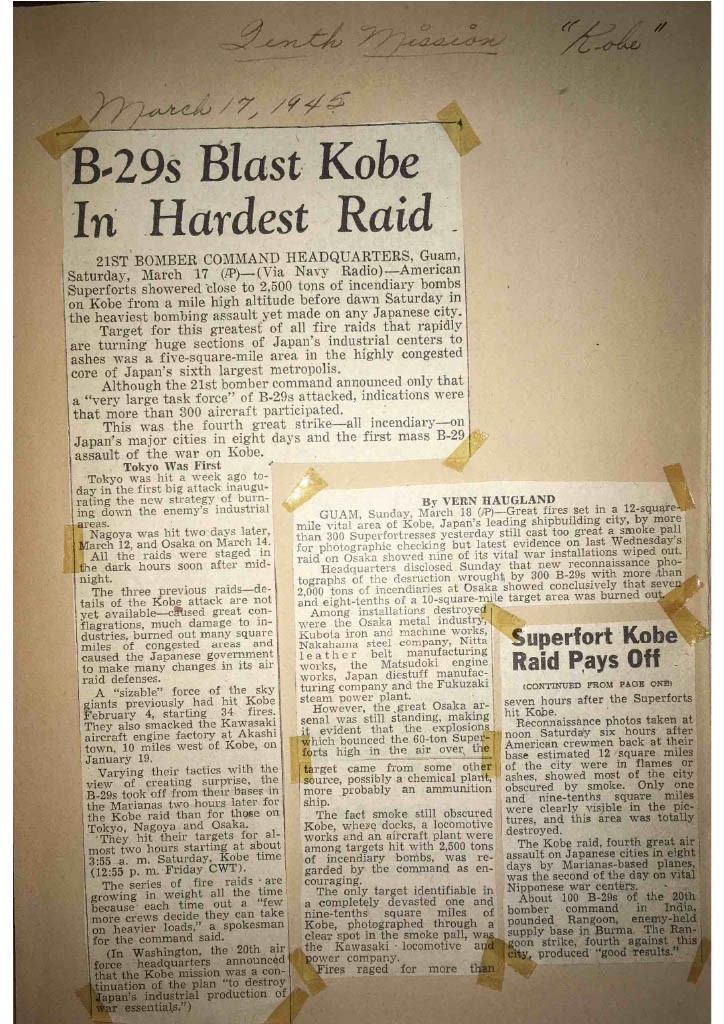 Tenth Mission "Kobe"
March 17, 1945
B-29s Blast Kobe
In Hardest Raid
21ST BOMBER COMMAND HEADQUARTERS, Guam,
Saturday, March 17 (AP)—(Via Navy Radio)—American
Superforts showered close to 2,500 tons of incendiary bombs
on Kobe from a mile high altitude before dawn Saturday in
the heaviest bombing assault yet made on any Japanese city.
Target for this greatest of all fire raids that rapidly
are turning huge sections of Japan's industrial centers to
ashes was a five-square-mile area in the highly congested
core of Japan's sixth largest metropolis.
Although the 21st bomber command announced only that
a "very large task force" of B-29s attacked, indications were
that more than 300 aircraft participated.
This was the fourth great strike—all incendiary—on
Japan's major cities in eight days and the first mass B-29
assault of the war on Kobe.
Tokyo Was First
Tokyo was hit a week ago to-
day in the first big attack inaugu-
rating the new strategy of burn-
ing down the enemy's industrial
areas.
Nagoya was hit two days later,
March 12, and Osaka on March 14.
All the raids were staged in
the dark hours soon after mid-
night.
The three previous raids—de-
tails of the Kobe attack are not
yet available—caused great con-
flagrations, much damage to in-
dustries, burned out many square
miles of congested areas and
caused the Japanese government
to make many changes in its air
raid defenses.
A "sizable" force of the sky
giants previously had hit Kobe
February 4, starting 34 fires.
They also smacked the Kawasaki
aircraft engine factory at Akashi
town, 10 miles west of Kobe, on
January 19.
Varying their tactics with the
view of creating surprise, the
B-29s took off from their bases in
the Marianas two hours later for
the Kobe raid than for those on
Tokyo, Nagoya and Osaka.
They hit their targets for al-
most two hours starting at about
3:55 a. m. Saturday, Kobe time
(12:55 p. m. Friday CWT).
The series of fire raids are
growing in weight all the time
because each time out a "few
more crews decide they can take
on heavier loads," a spokesman
for the command said.
(In Washington, the 20th air
force headquarters announced
that the Kobe mission was a con-
tinuation of the plan "to destroy
Japan's industrial production of
war essentials.")
By VERN HAUGLAND
GUAM, Sunday, March 18 (AP)—Great fires set in a 12-square-
mile vital area of Kobe, Japan's leading shipbuilding city, by more
than 300 Superfortresses yesterday still cast too great a smoke pall
for photographic checking but latest evidence on last Wednesday's
raid on Osaka showed nine of its vital war installations wiped out.
Headquarters disclosed Sunday that new reconnaissance pho-
tographs of the desruction wrought by 300 B-29s with more than
2,000 tons of incendiaries at Osaka showed conclusively that seven
and eight-tenths of a 10-square-mile target area was burned out.
Among installations destroyed
were the Osaka metal industry,
Kubota iron and machine works,
Nakahama steel company, Nitta
leather belt manufacturing
works, the Matsudoki engine
works, Japan diestuff manufac-
turing company and the Fukuzaki
steam power plant.
However, the great Osaka ar-
senal was still standing, making
it evident that the explosions
which bounced the 60-ton Super-
forts high in the air over the
target came from some other
source, possibly a chemical plant,
more probably an ammunition
ship.
The fact smoke still obscured
Kobe, where docks, a locomotive
works and an aircraft plant were
among targets hit with 2,500 tons
of incendiary bombs, was re-
garded by the command as en-
couraging.
The only target identifiable in
a completely devasted one and
nine-tenths square miles of
Kobe, photographed through a
clear spot in the smoke pall, was
the Kawasaki locomotive and
power company.
Fires raged for more than
Superfort Kobe
Raid Pays Off
(CONTINUED FROM PAGE ONE)
seven hours after the Superforts
hit Kobe.
Reconnaissance photos taken at
noon Saturday six hours after
American crewmen back at their
base estimated 12 square miles
of the city were in flames or
ashes, showed most of the city
obscured by smoke. Only one
and nine-tenths square miles
were clearly visible in the pic-
tures, and this area was totally
destroyed.
The Kobe raid, fourth great air
assault on Japanese cities in eight
days by Marianas-based planes,
was the second of the day on vital
Nipponese war centers.
About 100 B-29s of the 20th
bomber command in India,
pounded Rangoon, enemy-held
supply base in Burma. The Ran-
goon strike, fourth against this
city, produced "good results."